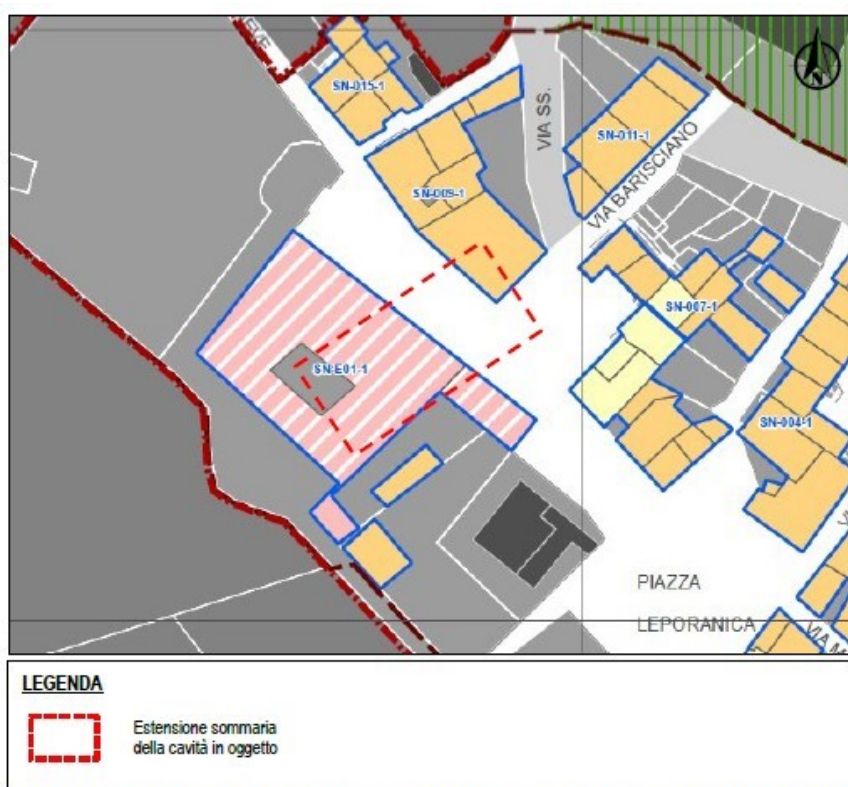 EVE
N
SN-015-1
VIA SS.
SN-011-1
VIA BARISCIANO
SN-009-1
SN-007-1
SN-E01-1
SN-004-1
PIAZZA
LEPORANICA
LEGENDA
Estensione sommaria
della cavità in oggetto